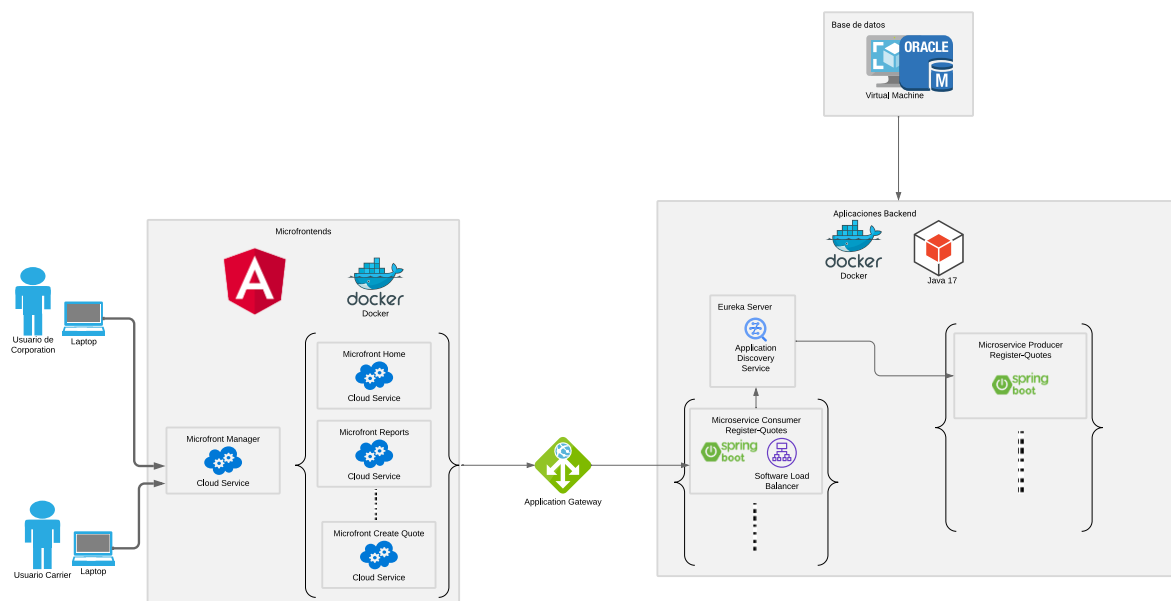 Base de datos
ORACLE
M
Virtual Machine
Microfrontends
docker
Docker
Usuario de
Corporation
Laptop
Microfront Home
Cloud Service
Microfront Manager
Cloud Service
Microfront Reports
Cloud Service
Microfront Create Quote
Cloud Service
Usuario Carrier
Laptop
Application Gateway
Aplicaciones Backend
docker
Docker
Java 17
Eureka Server
Application
Discovery
Service
Microservice Consumer
Register-Quotes
spring
boot
Software Load
Balancer
Microservice Producer
Register-Quotes
spring
boot